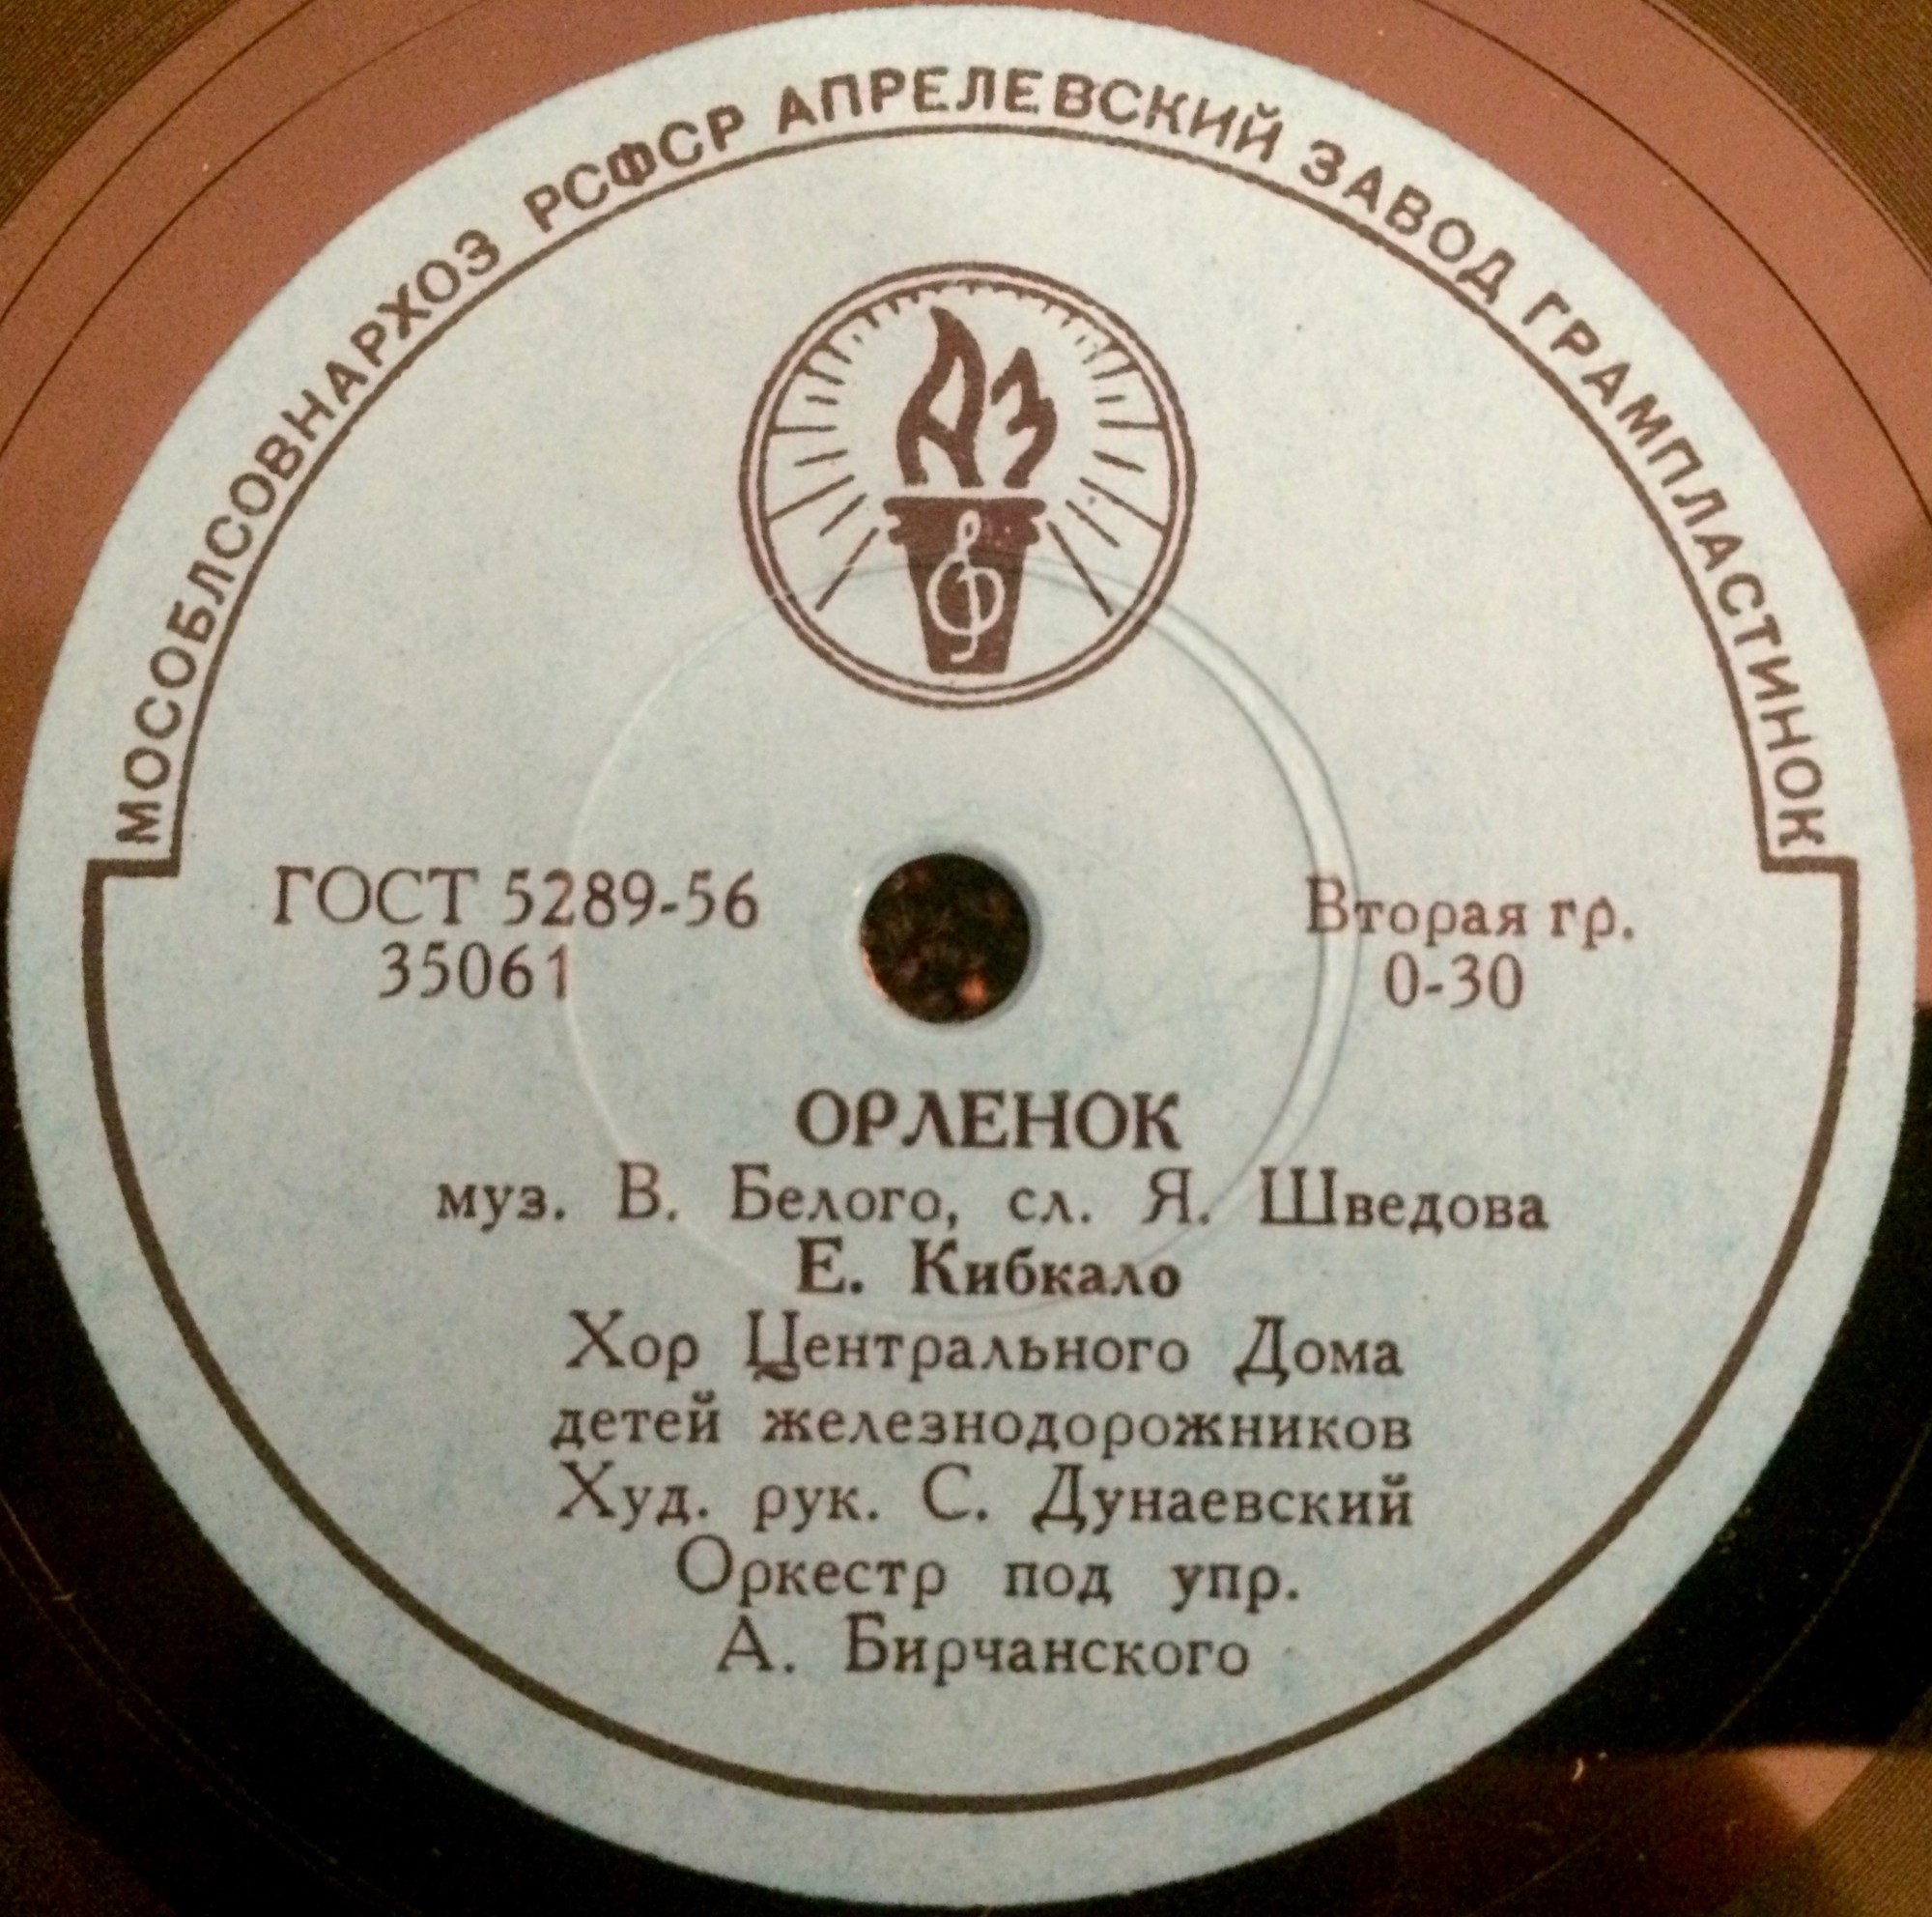 МОСОБЛСОВНАРХОЗ РСФСР АПРЕЛЕВСКИЙ ЗАВОД ГРАМПЛАСТИНОК
АЗ
ГОСТ 5289-56
35061
Вторая гр.
0-30
ОРЛЕНОК
муз. В. Белого, сл. Я. Шведова
Е. Кибкало
Хор Центрального Дома
детей железнодорожников
Худ. рук. С. Дунаевский
Оркестр под упр.
А. Бирчанского